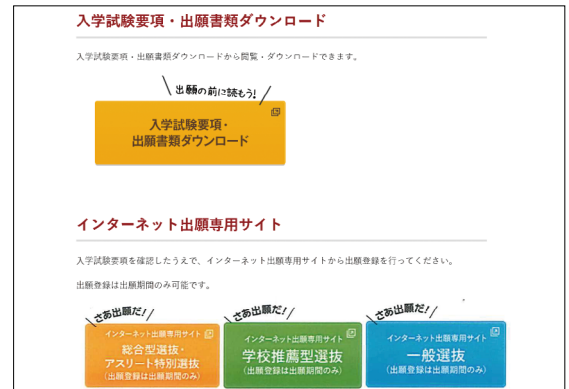 入学試験要項・出願書類ダウンロード
入学試験要項・出願書類ダウンロードから閲覧・ダウンロードできます。
出願の前に読もう!
入学試験要項・
出願書類ダウンロード
インターネット出願専用サイト
入学試験要項を確認したうえで、インターネット出願専用サイトから出願登録を行ってください。
出願登録は出願期間のみ可能です。
さあ出願だ!
インターネット出願専用サイト
総合型選抜・
アスリート特別選抜
(出願登録は出願期間のみ)
さあ出願だ!
インターネット出願専用サイト
学校推薦型選抜
(出願登録は出願期間のみ)
さあ出願だ!
インターネット出願専用サイト
一般選抜
(出願登録は出願期間のみ)